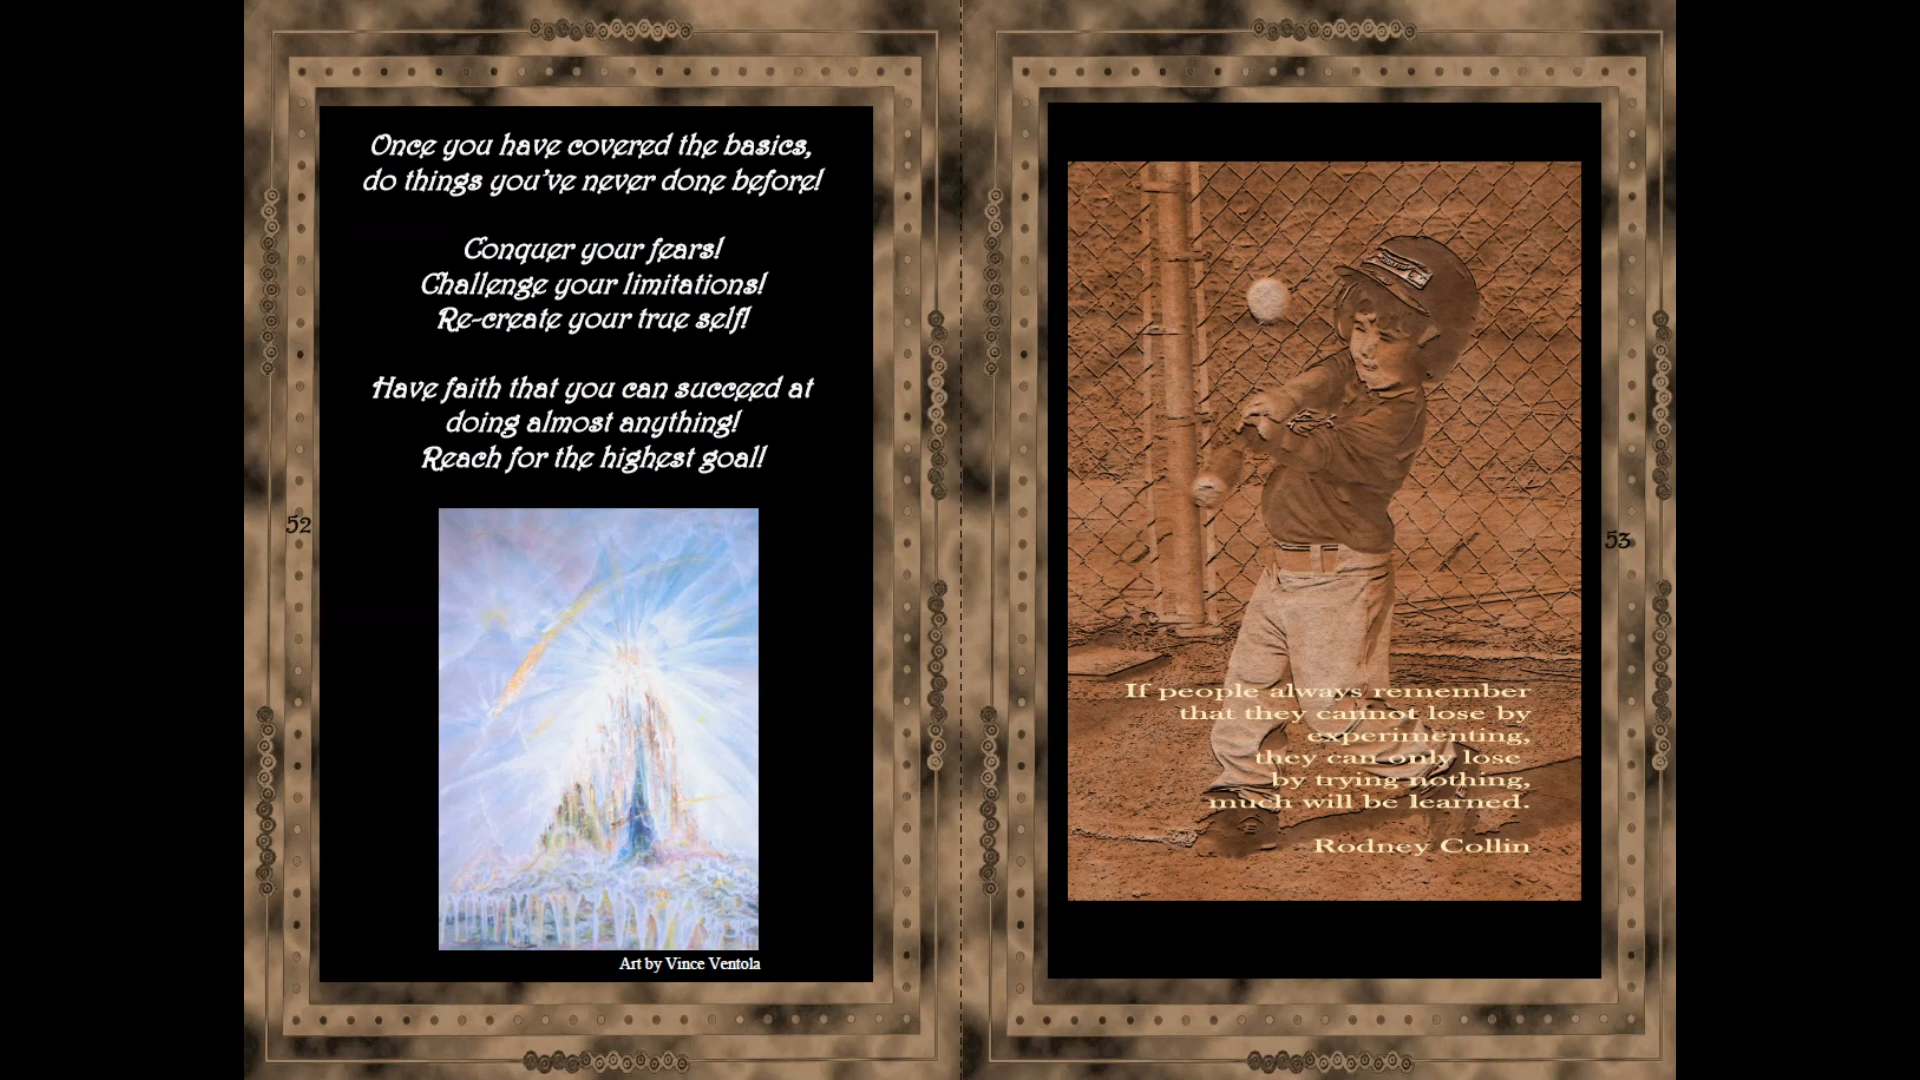 Once you have covered the basics,
do things you've never done before!
Conquer your fears!
Challenge your limitations!
Re-create your true self!
Have faith that you can succeed at
doing almost anything!
Reach for the highest goal!
52
Art by Vince Ventola
If people always remember
that they cannot lose by
experimenting,
they can only lose
by trying nothing,
much will be learned.
Rodney Collin
53